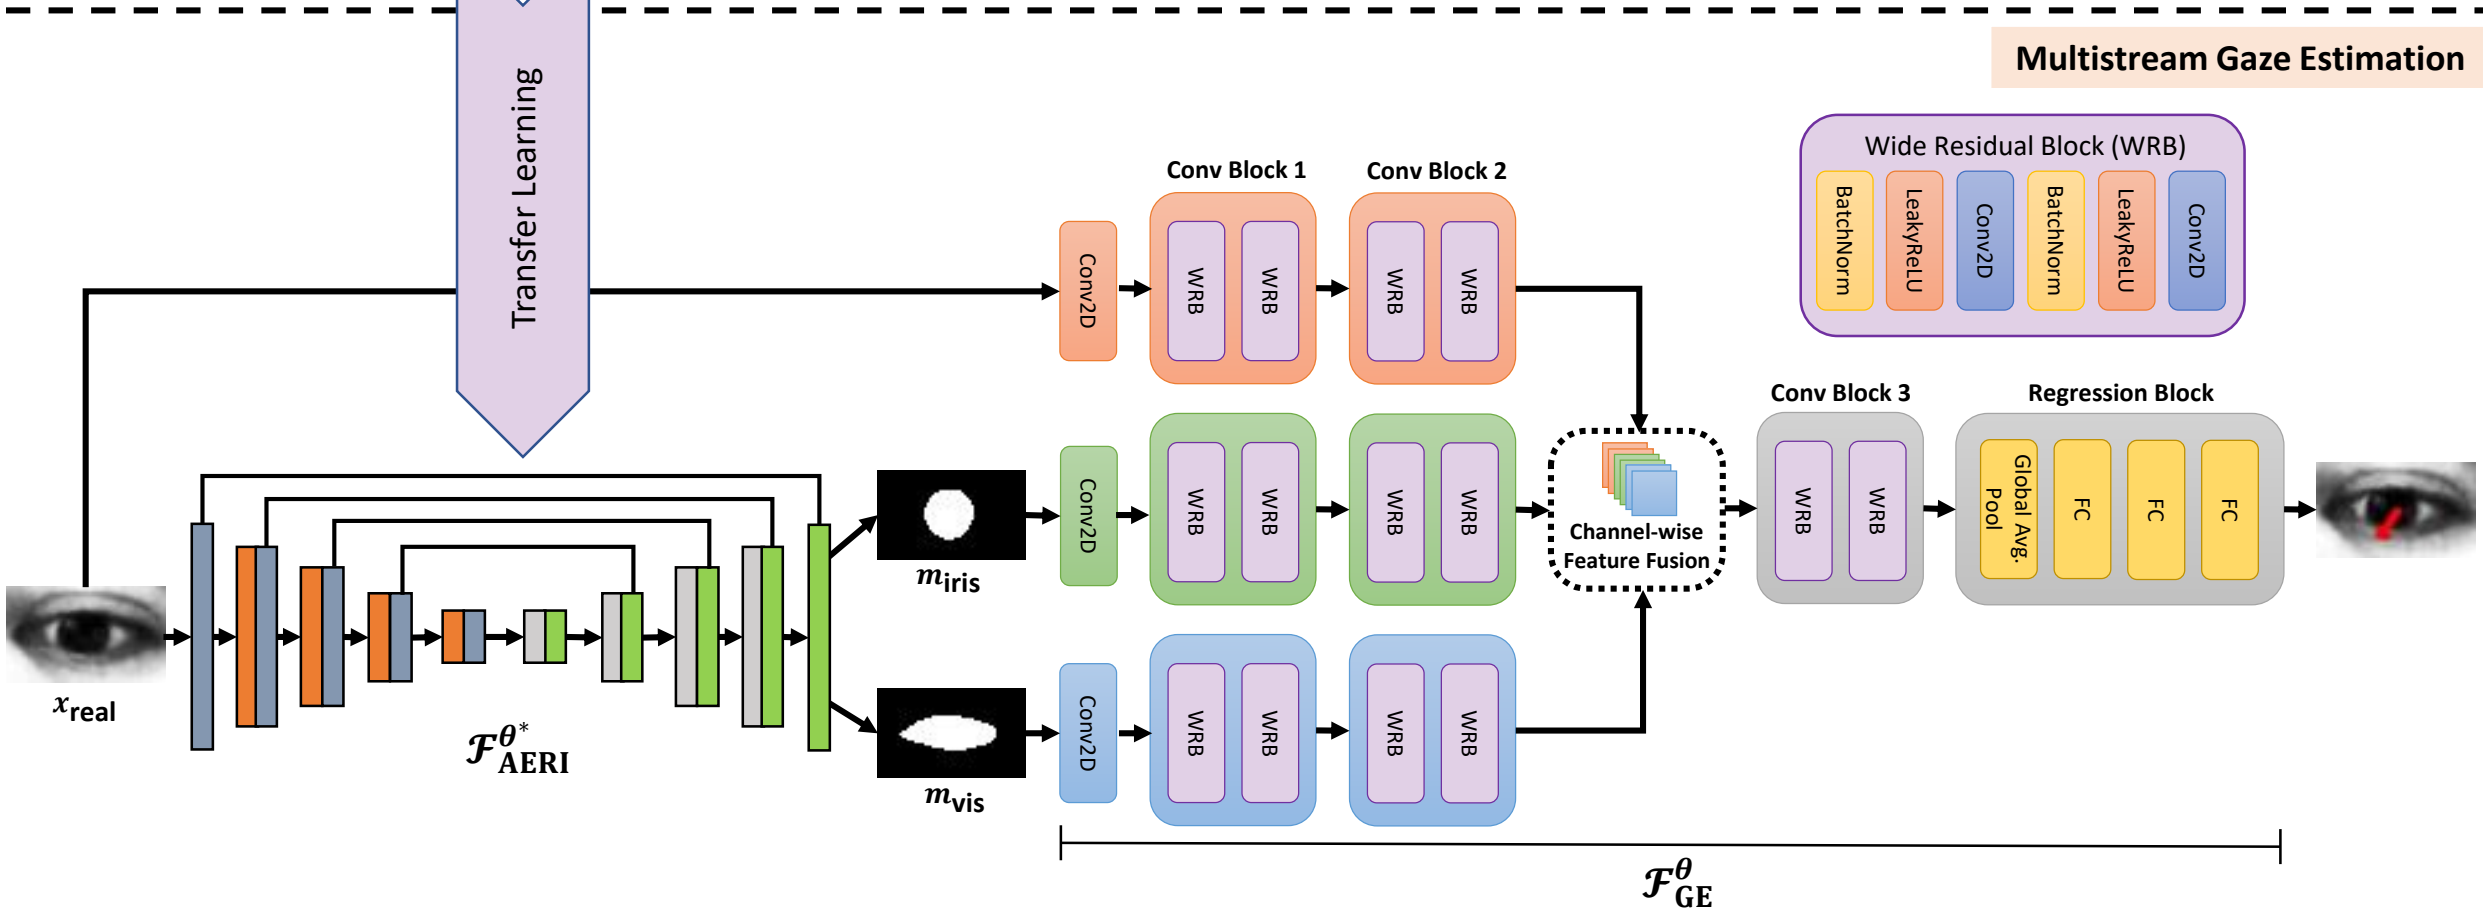 Multistream Gaze Estimation
Transfer Learning
Wide Residual Block (WRB)
BatchNorm
LeakyReLU
Conv2D
BatchNorm
LeakyReLU
Conv2D
Conv Block 1
Conv Block 2
Conv2D
WRB
WRB
WRB
WRB
Conv Block 3
Regression Block
Conv2D
WRB
WRB
WRB
WRB
Channel-wise
Feature Fusion
WRB
WRB
Global Avg.
Pool
FC
FC
FC
m_iris
x_real
F_AERI^θ*
Conv2D
WRB
WRB
WRB
WRB
m_vis
F_GE^θ